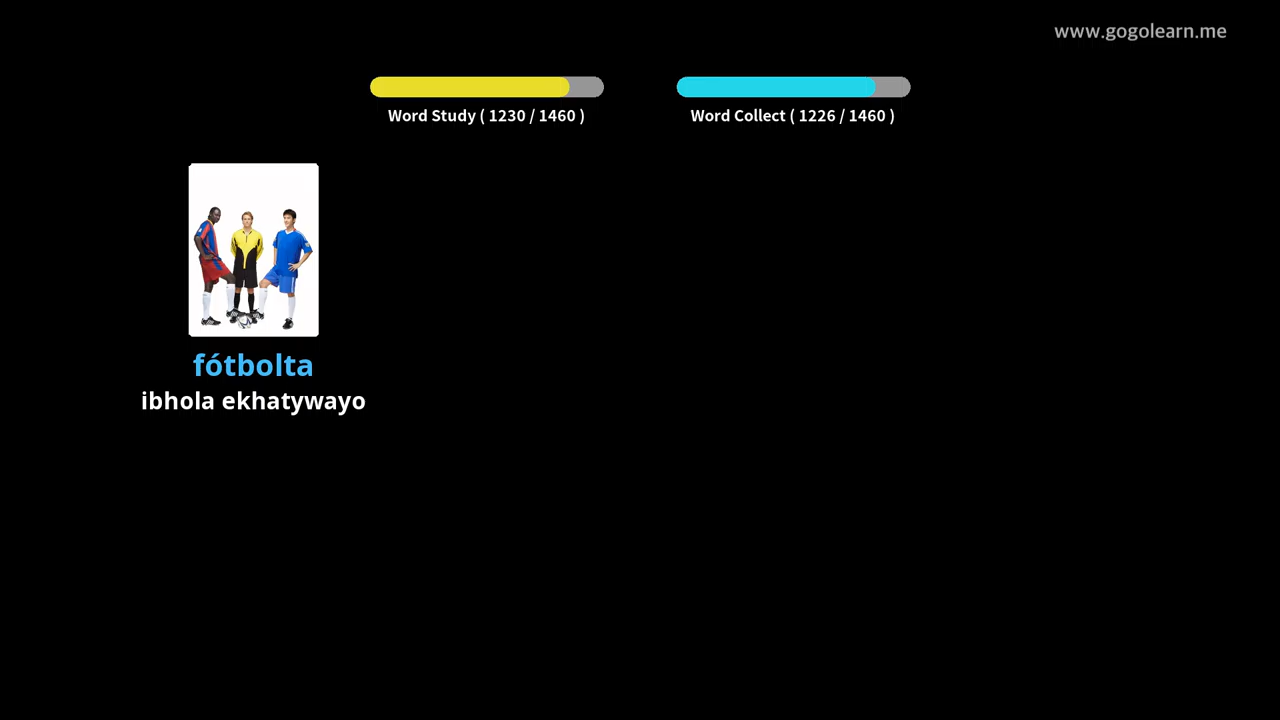 www.gogolearn.me
Word Study ( 1230 / 1460 )
Word Collect ( 1226 / 1460 )
fótbolta
ibhola ekhatywayo